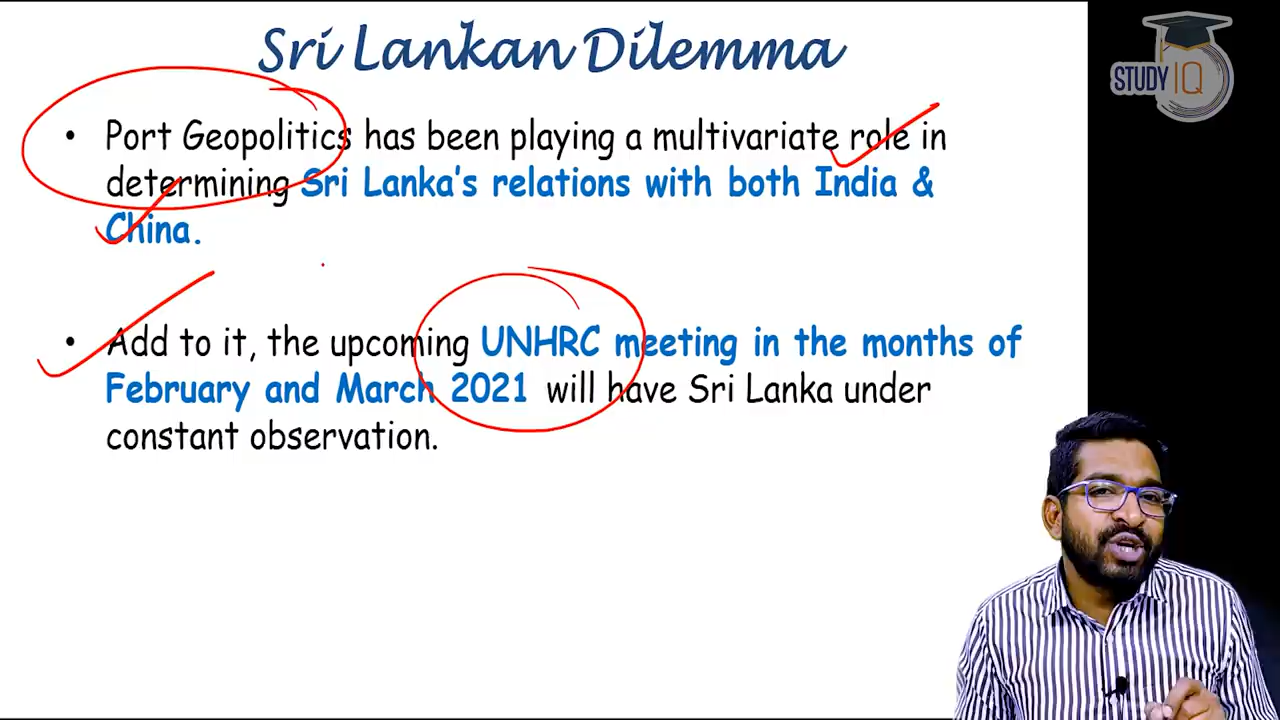 Sri Lankan Dilemma
STUDY IQ
• Port Geopolitics has been playing a multivariate role in
determining Sri Lanka's relations with both India &
China.
• Add to it, the upcoming UNHRC meeting in the months of
February and March 2021 will have Sri Lanka under
constant observation.